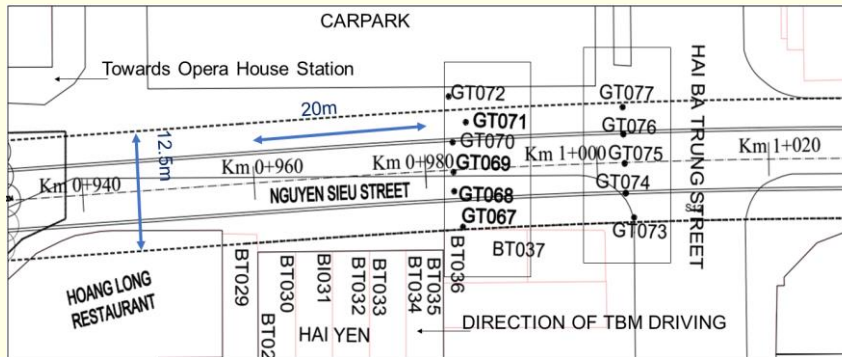 CARPARK
Towards Opera House Station
20m
12.5m
GT072
GT071
GT070
GT069
GT068
GT067
GT077
GT076
GT075
GT074
GT073
HAI BA TRUNG STREET
Km 0+940
Km 0+960
Km 0+980
Km 1+000
Km 1+020
NGUYEN SIEU STREET
HOANG LONG
RESTAURANT
BT029
BT02
BT030
BI031
BT032
BT033
BT034
BT035
BT036
BT037
HAI YEN
DIRECTION OF TBM DRIVING